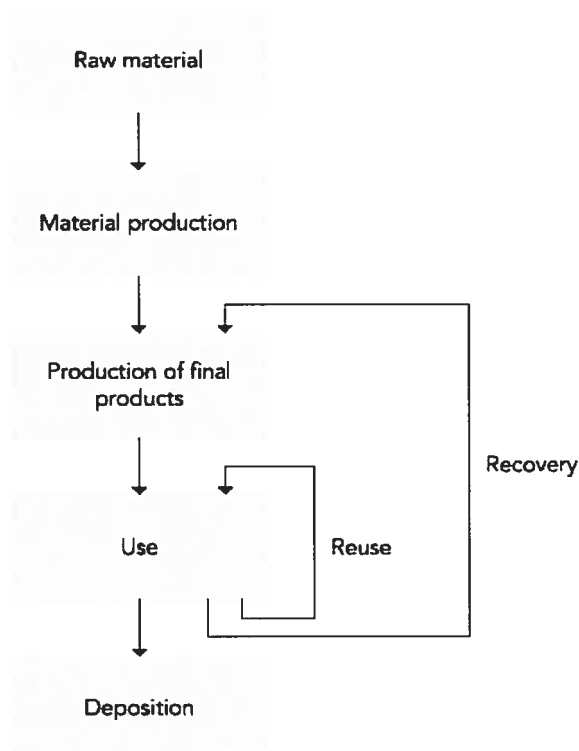 Raw material
Material production
Production of final
products
Recovery
Use
Reuse
Deposition